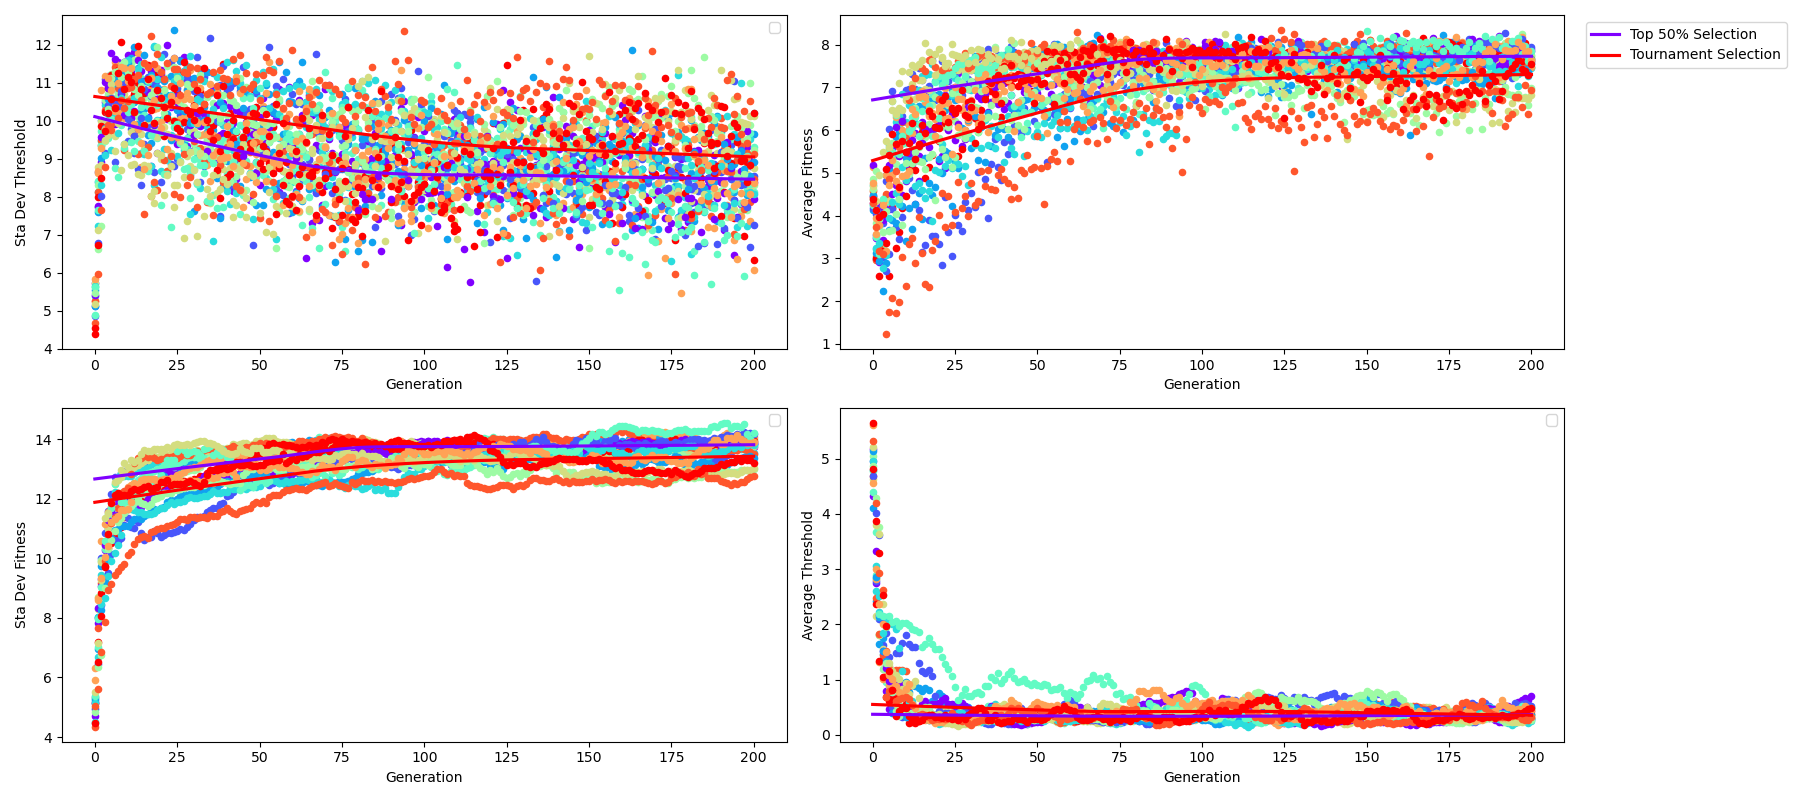 12
11
10
9
8
7
6
5
4
Sta Dev Threshold
0 25 50 75 100 125 150 175 200
Generation
8
7
6
5
4
3
2
1
Average Fitness
0 25 50 75 100 125 150 175 200
Generation
Top 50% Selection
Tournament Selection
14
12
10
8
6
4
Sta Dev Fitness
0 25 50 75 100 125 150 175 200
Generation
5
4
3
2
1
0
Average Threshold
0 25 50 75 100 125 150 175 200
Generation